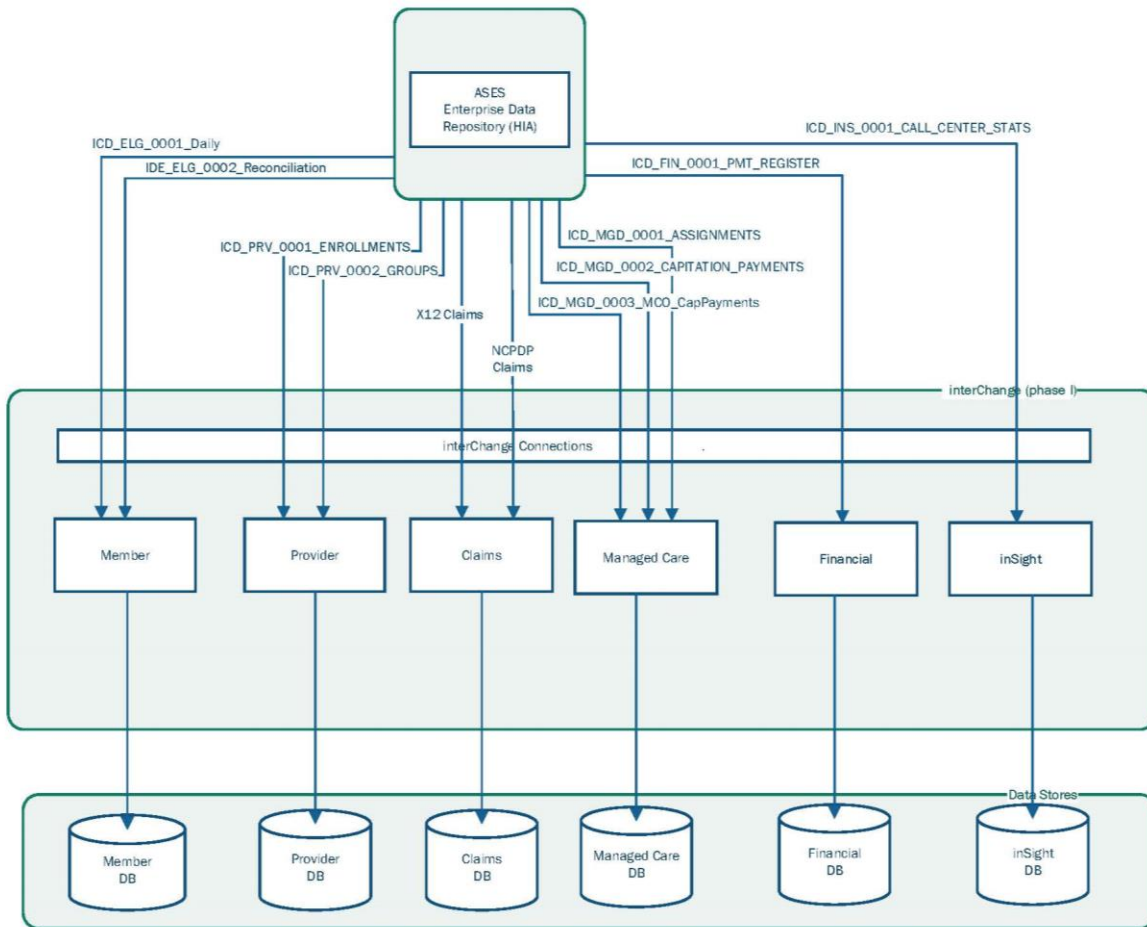 ASES
Enterprise Data
Repository (HIA)
ICD_INS_0001_CALL_CENTER_STATS
ICD_ELG_0001_Daily
IDE_ELG_0002_Reconciliation
ICD_FIN_0001_PMT_REGISTER
ICD_MGD_0001_ASSIGNMENTS
ICD_PRV_0001_ENROLLMENTS
ICD_PRV_0002_GROUPS
ICD_MGD_0002_CAPITATION_PAYMENTS
ICD_MGD_0003_MCO_CapPayments
X12 Claims
NCPDP
Claims
interChange (phase I)
interChange Connections
Member
Provider
Claims
Managed Care
Financial
inSight
Data Stores
Member
DB
Provider
DB
Claims
DB
Managed Care
DB
Financial
DB
inSight
DB